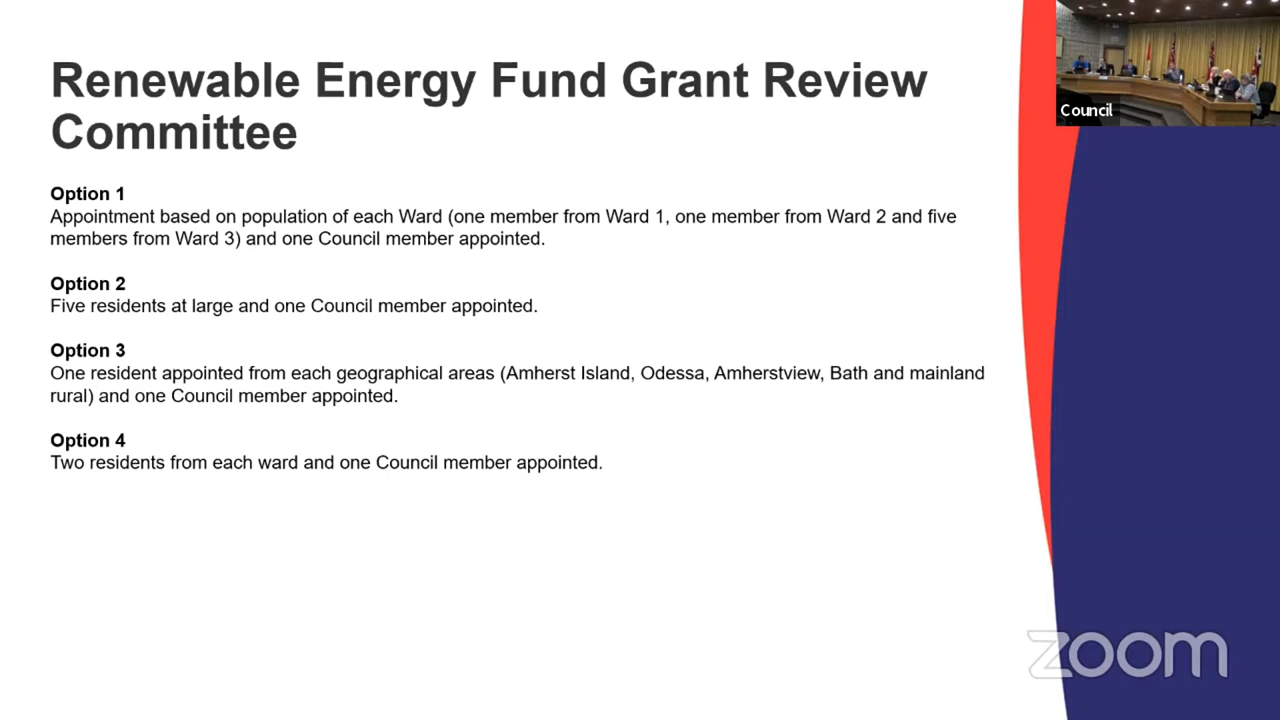 Renewable Energy Fund Grant Review
Committee
Council
Option 1
Appointment based on population of each Ward (one member from Ward 1, one member from Ward 2 and five
members from Ward 3) and one Council member appointed.
Option 2
Five residents at large and one Council member appointed.
Option 3
One resident appointed from each geographical areas (Amherst Island, Odessa, Amherstview, Bath and mainland
rural) and one Council member appointed.
Option 4
Two residents from each ward and one Council member appointed.
zoom